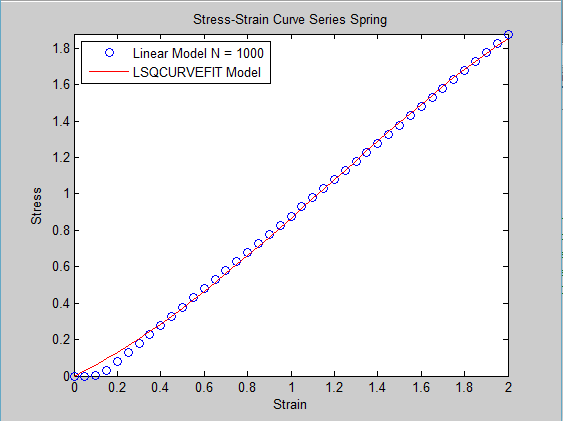 Stress-Strain Curve Series Spring
Linear Model N = 1000
LSQCURVEFIT Model
1.8
1.6
1.4
1.2
1
0.8
0.6
0.4
0.2
0
Stress
0 0.2 0.4 0.6 0.8 1 1.2 1.4 1.6 1.8 2
Strain